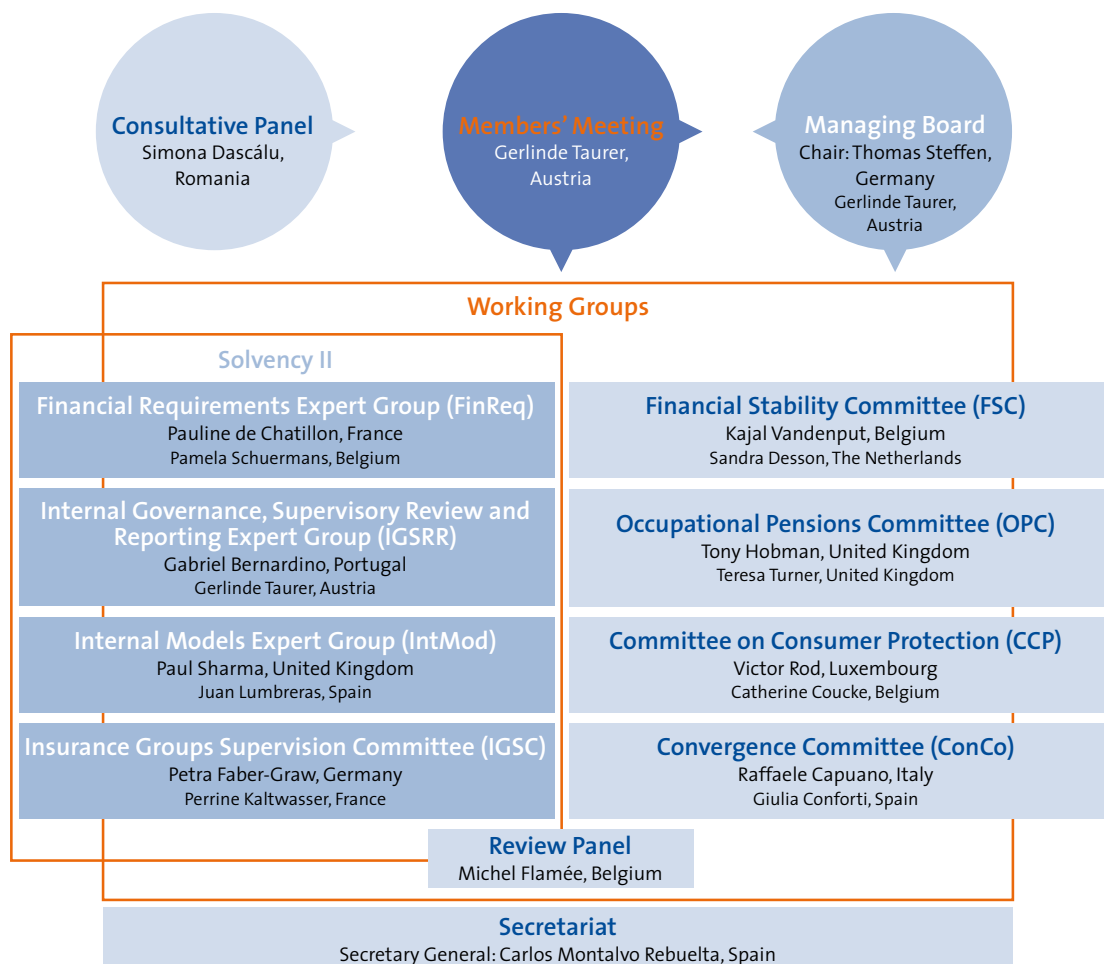 Consultative Panel
Simona Dascálu,
Romania
Members’ Meeting
Gerlinde Taurer,
Austria
Managing Board
Chair: Thomas Steffen,
Germany
Gerlinde Taurer,
Austria
Working Groups
Solvency II
Financial Requirements Expert Group (FinReq)
Pauline de Chatillon, France
Pamela Schuermans, Belgium
Internal Governance, Supervisory Review and
Reporting Expert Group (IGSRR)
Gabriel Bernardino, Portugal
Gerlinde Taurer, Austria
Internal Models Expert Group (IntMod)
Paul Sharma, United Kingdom
Juan Lumbreras, Spain
Insurance Groups Supervision Committee (IGSC)
Petra Faber-Graw, Germany
Perrine Kaltwasser, France
Financial Stability Committee (FSC)
Kajal Vandenput, Belgium
Sandra Desson, The Netherlands
Occupational Pensions Committee (OPC)
Tony Hobman, United Kingdom
Teresa Turner, United Kingdom
Committee on Consumer Protection (CCP)
Victor Rod, Luxembourg
Catherine Coucke, Belgium
Convergence Committee (ConCo)
Raffaele Capuano, Italy
Giulia Conforti, Spain
Review Panel
Michel Flamée, Belgium
Secretariat
Secretary General: Carlos Montalvo Rebuelta, Spain